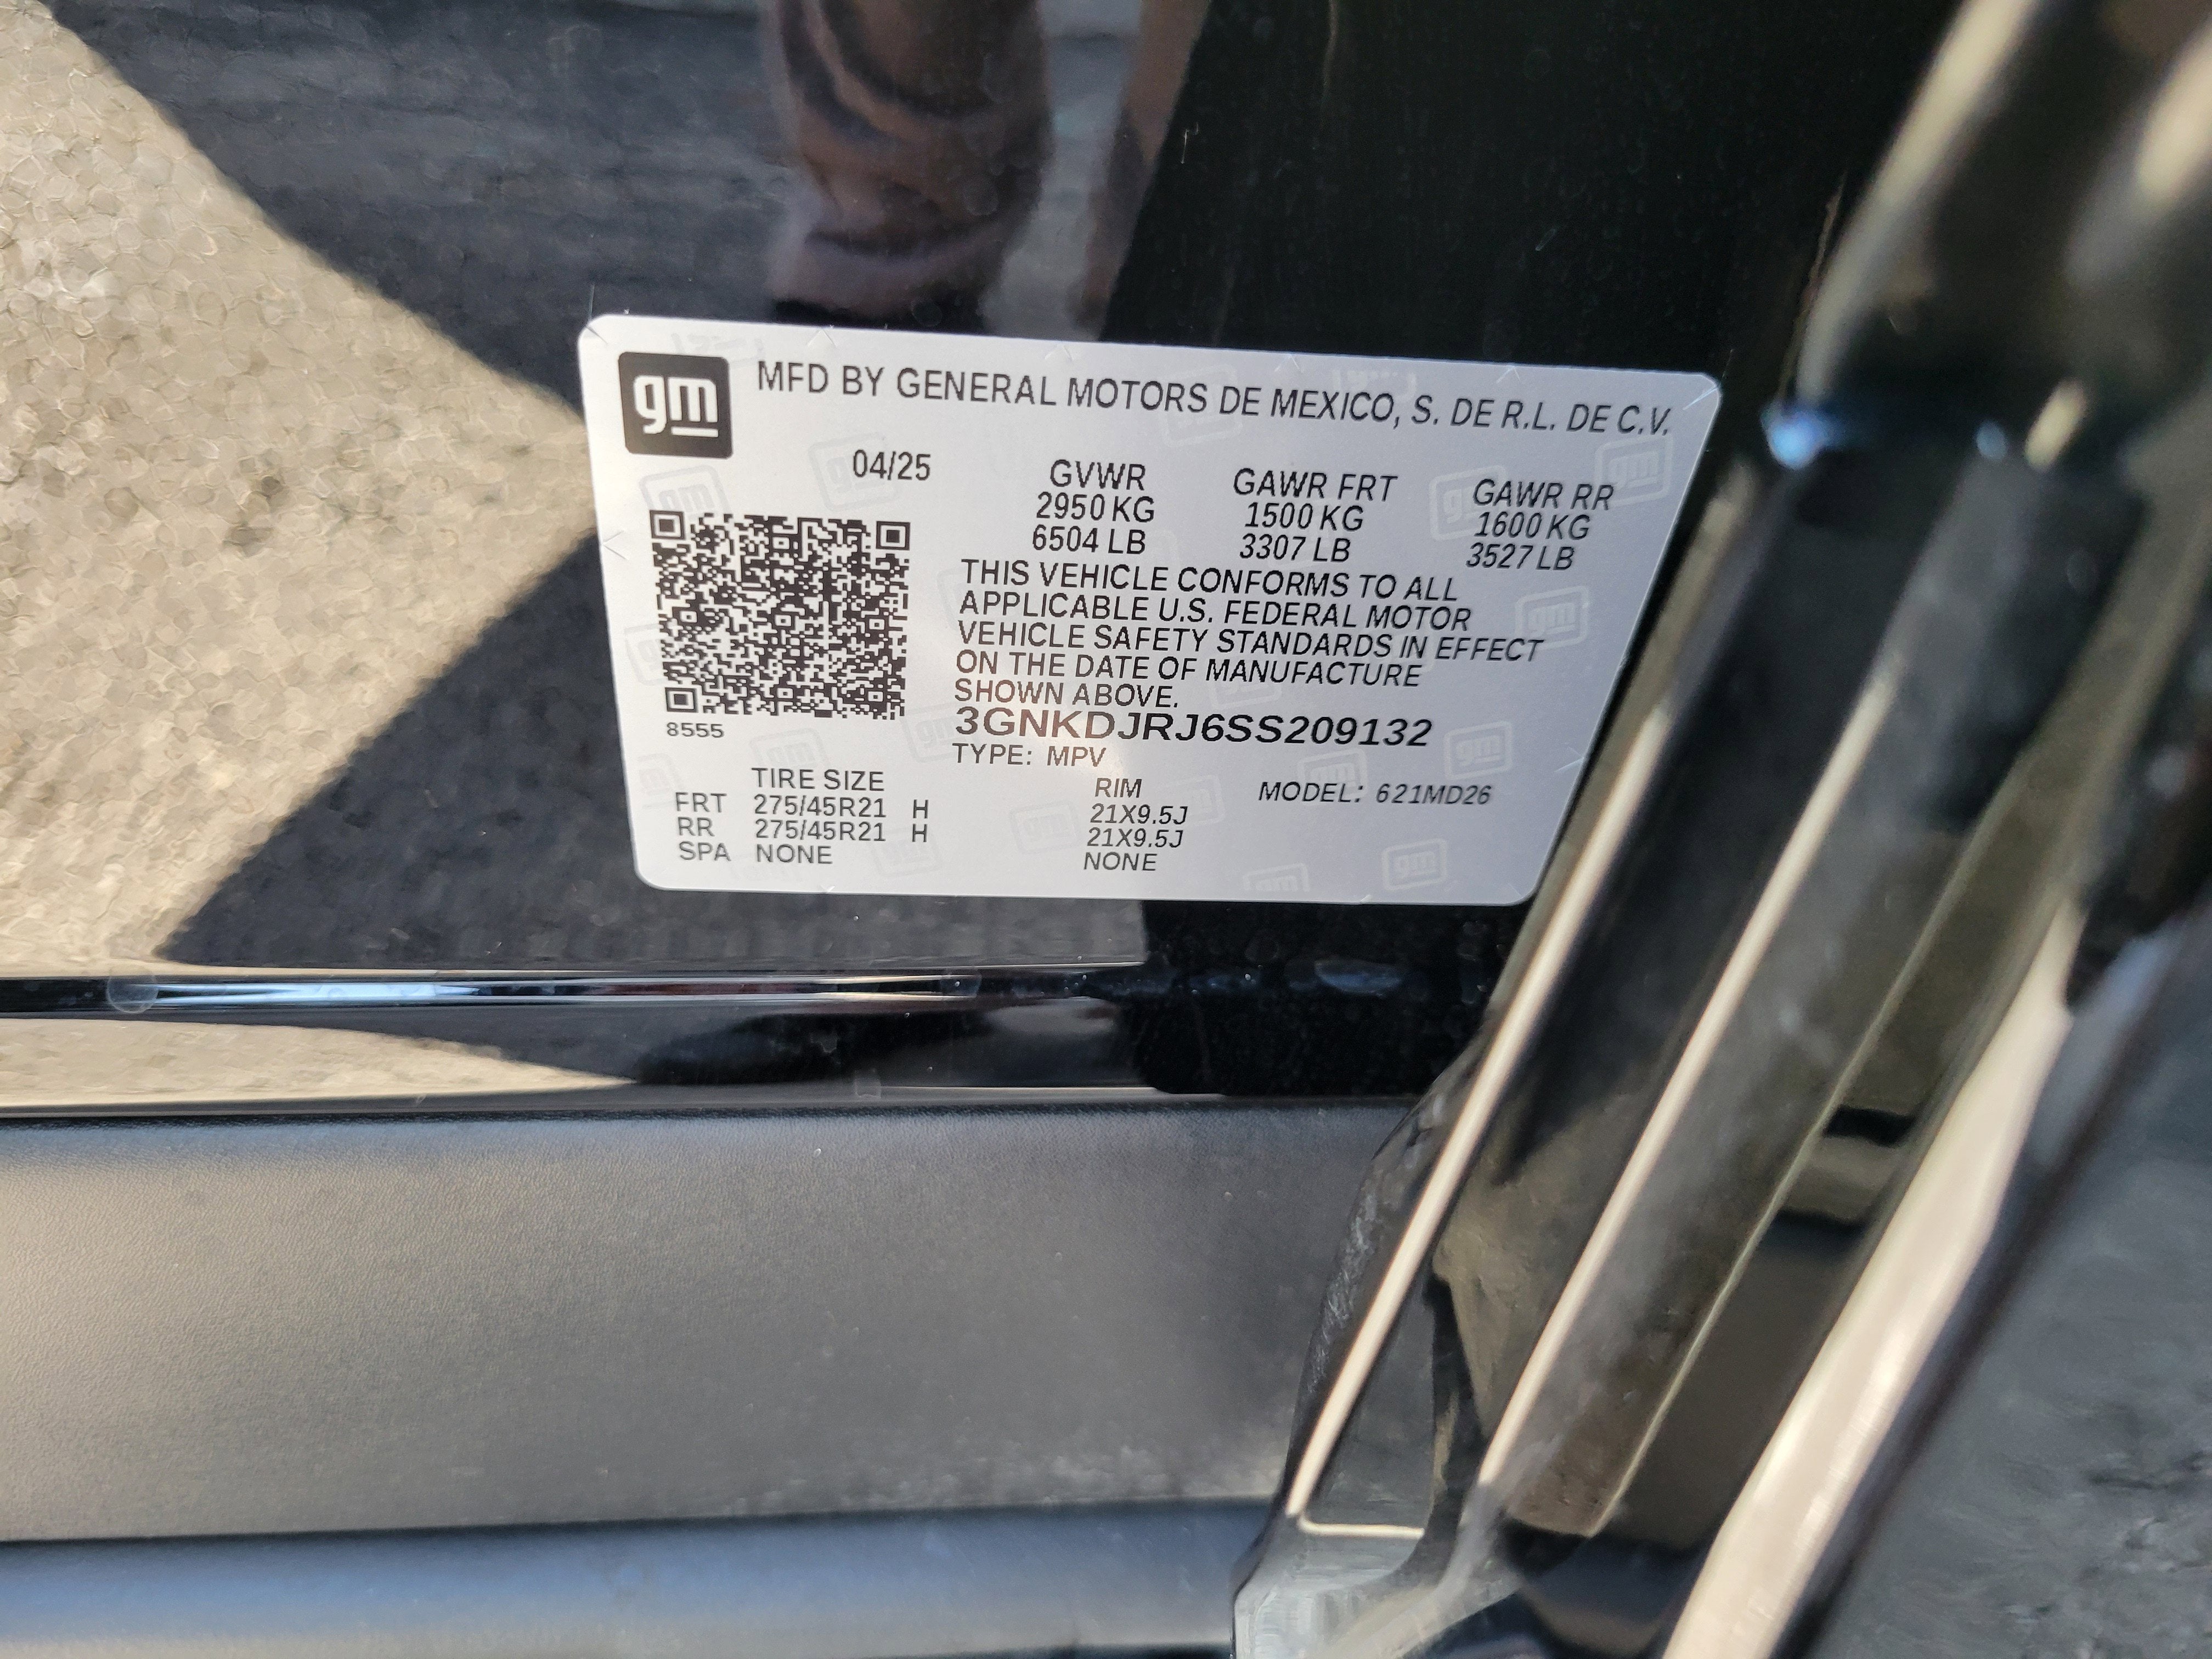 gm MFD BY GENERAL MOTORS DE MEXICO, S. DE R.L. DE C.V.
04/25 GVWR GAWR FRT GAWR RR
2950 KG 1500 KG 1600 KG
6504 LB 3307 LB 3527 LB
THIS VEHICLE CONFORMS TO ALL
APPLICABLE U.S. FEDERAL MOTOR
VEHICLE SAFETY STANDARDS IN EFFECT
ON THE DATE OF MANUFACTURE
SHOWN ABOVE.
8555
3GNKDJRJ6SS209132
TYPE: MPV
TIRE SIZE RIM MODEL: 621MD26
FRT 275/45R21 H 21X9.5J
RR 275/45R21 H 21X9.5J
SPA NONE NONE